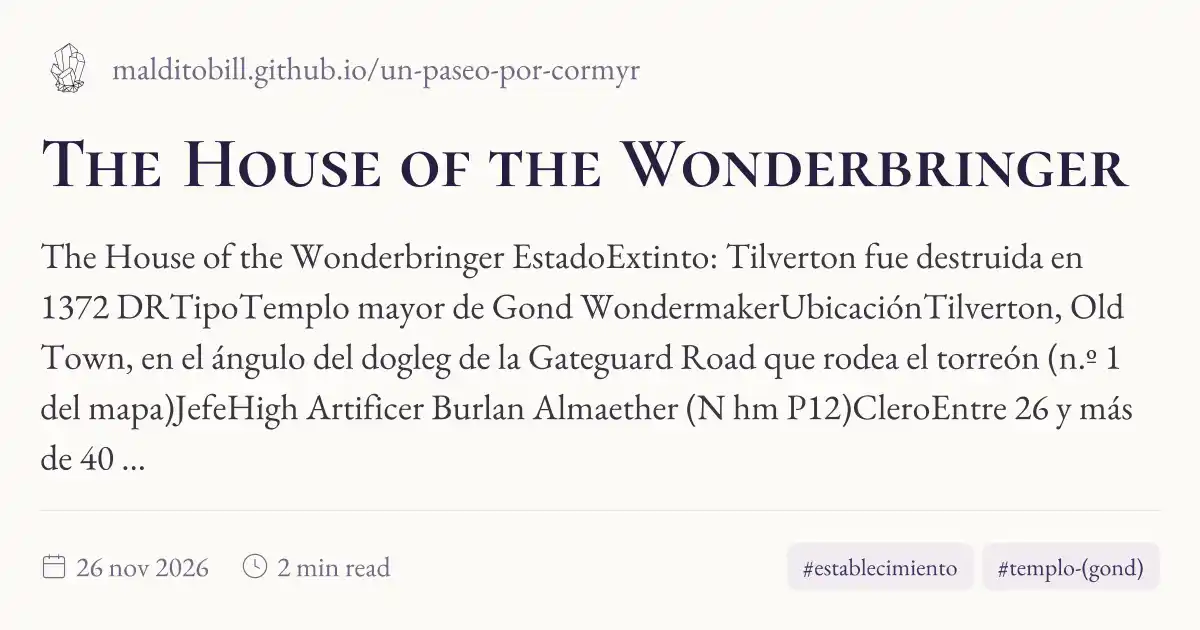 malditobill.github.io/un-paseo-por-cormyr
The House of the Wonderbringer
The House of the Wonderbringer EstadoExtinto: Tilverton fue destruida en
1372 DRTipoTemplo mayor de Gond WondermakerUbicaciónTilverton, Old
Town, en el ángulo del dogleg de la Gateguard Road que rodea el torreón (n.º 1
del mapa)JefeHigh Artificer Burlan Almaether (N hm P12)CleroEntre 26 y más
de 40 ...
26 nov 2026 2 min read #establecimiento #templo-(gond)